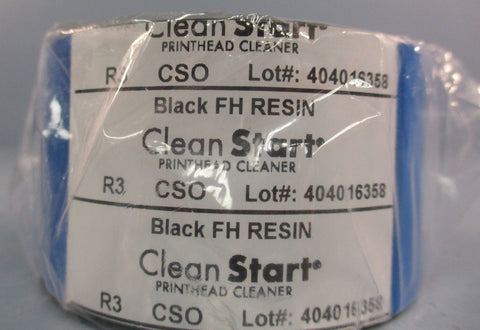 Clean Start®
PRINTHEAD CLEANER
R3 CSO Lot#: 404016358
Black FH RESIN
Clean Start®
PRINTHEAD CLEANER
R3 CSO Lot#: 404016358
Black FH RESIN
Clean Start®
PRINTHEAD CLEANER
R3 CSO Lot#: 404016358